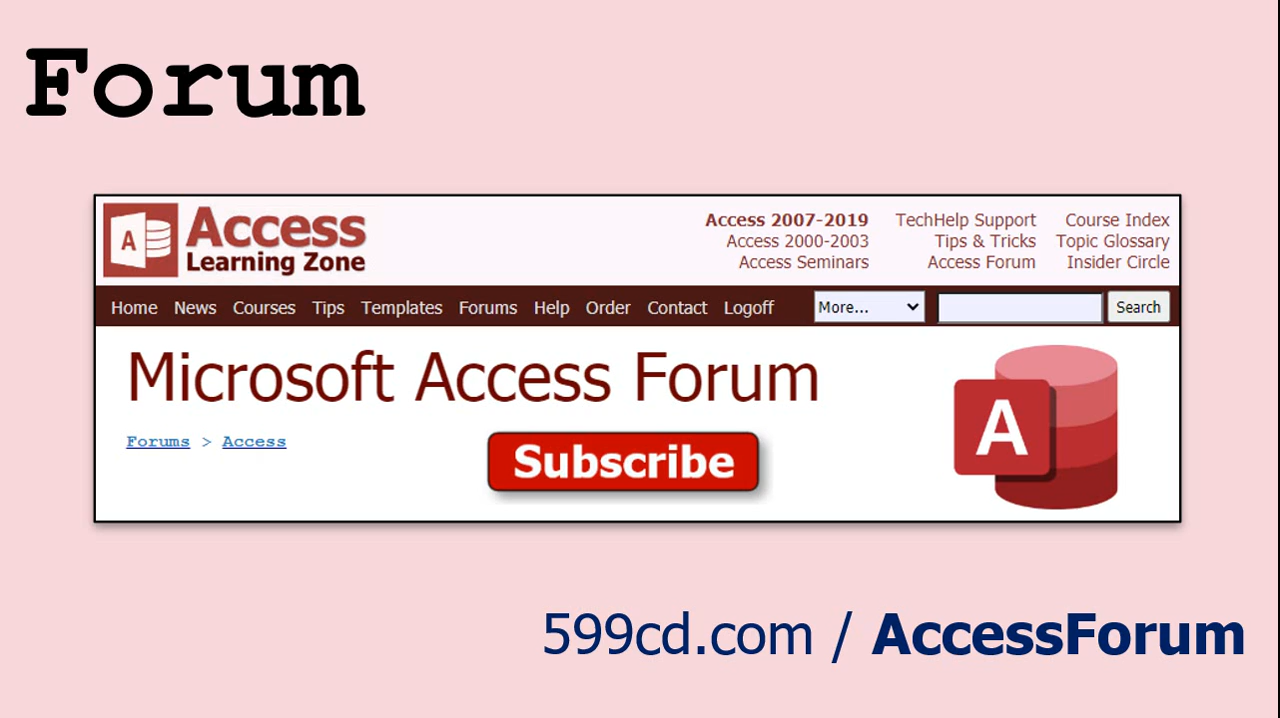 Forum
A Access
Learning Zone
Access 2007-2019 TechHelp Support Course Index
Access 2000-2003 Tips & Tricks Topic Glossary
Access Seminars Access Forum Insider Circle
Home News Courses Tips Templates Forums Help Order Contact Logoff More... Search
Microsoft Access Forum
Forums > Access
Subscribe
A
599cd.com / AccessForum